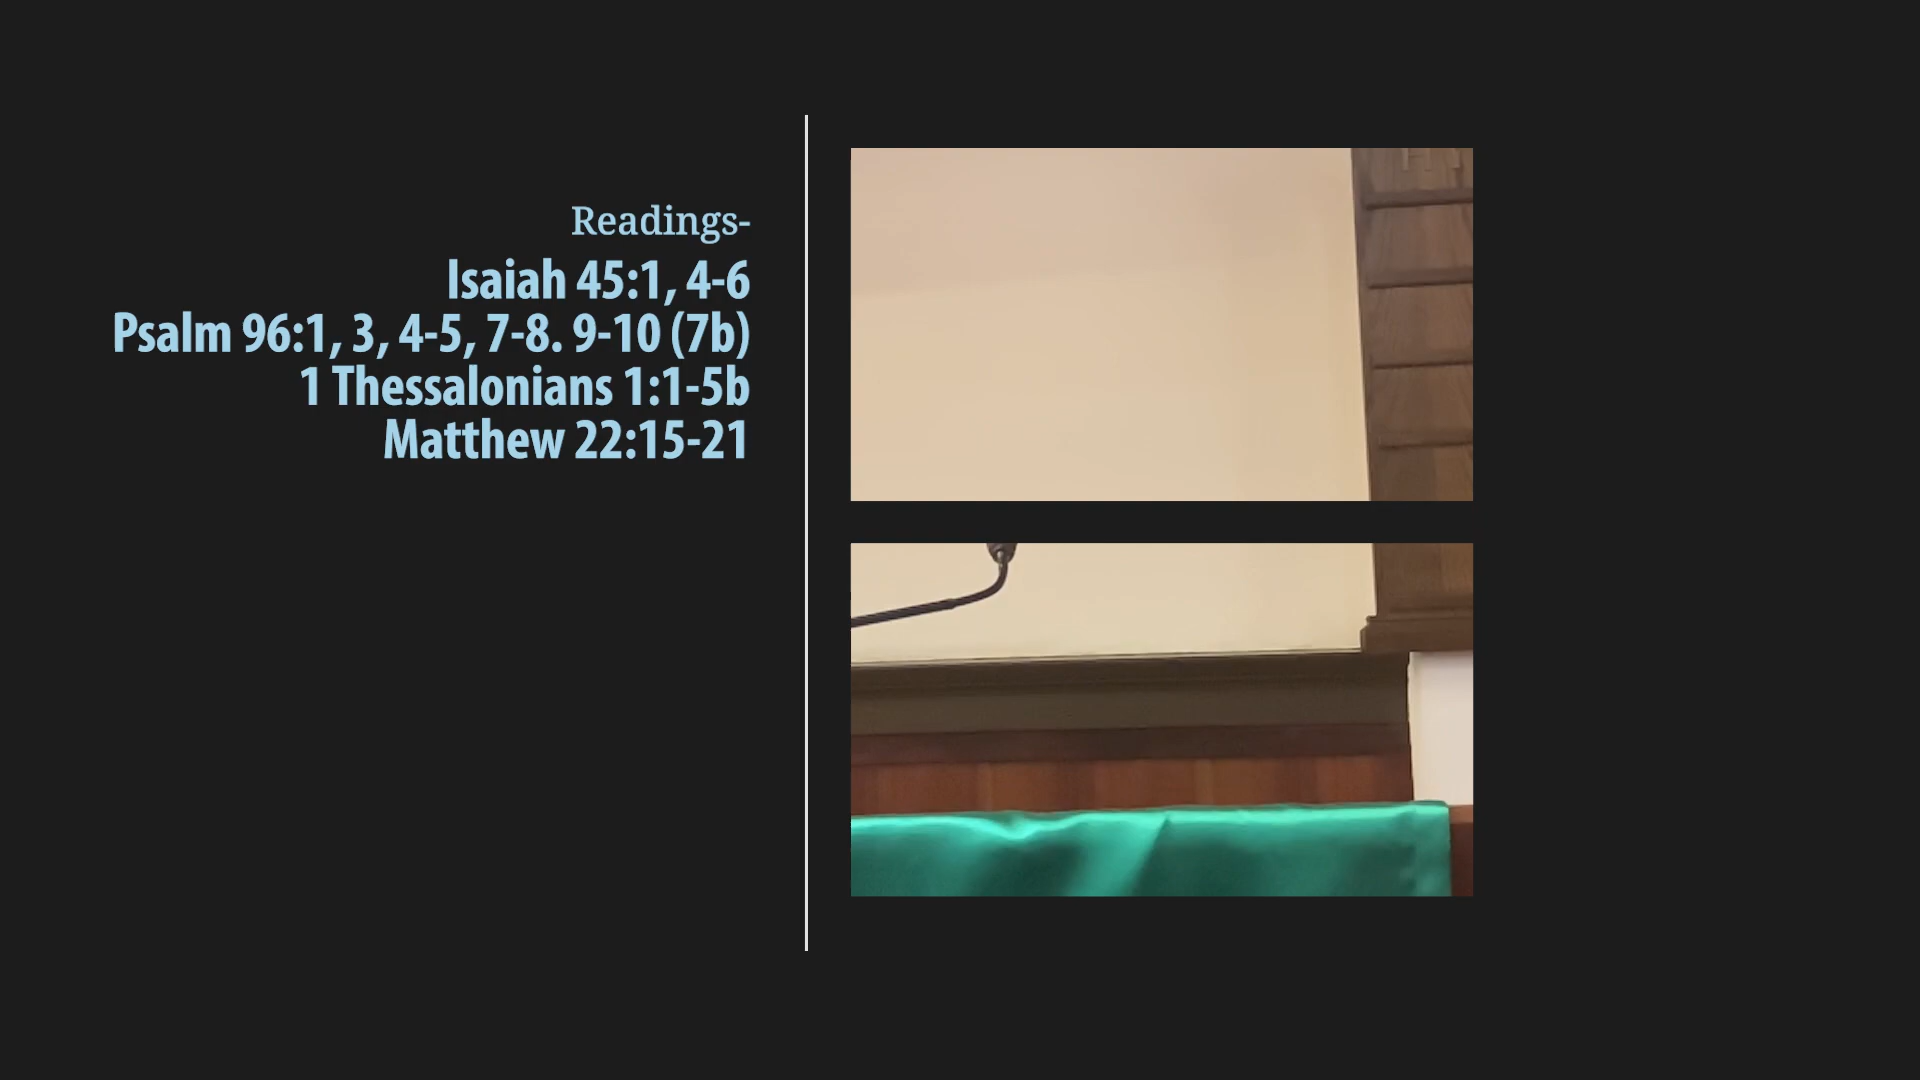 Readings-
Isaiah 45:1, 4-6
Psalm 96:1, 3, 4-5, 7-8. 9-10 (7b)
1 Thessalonians 1:1-5b
Matthew 22:15-21